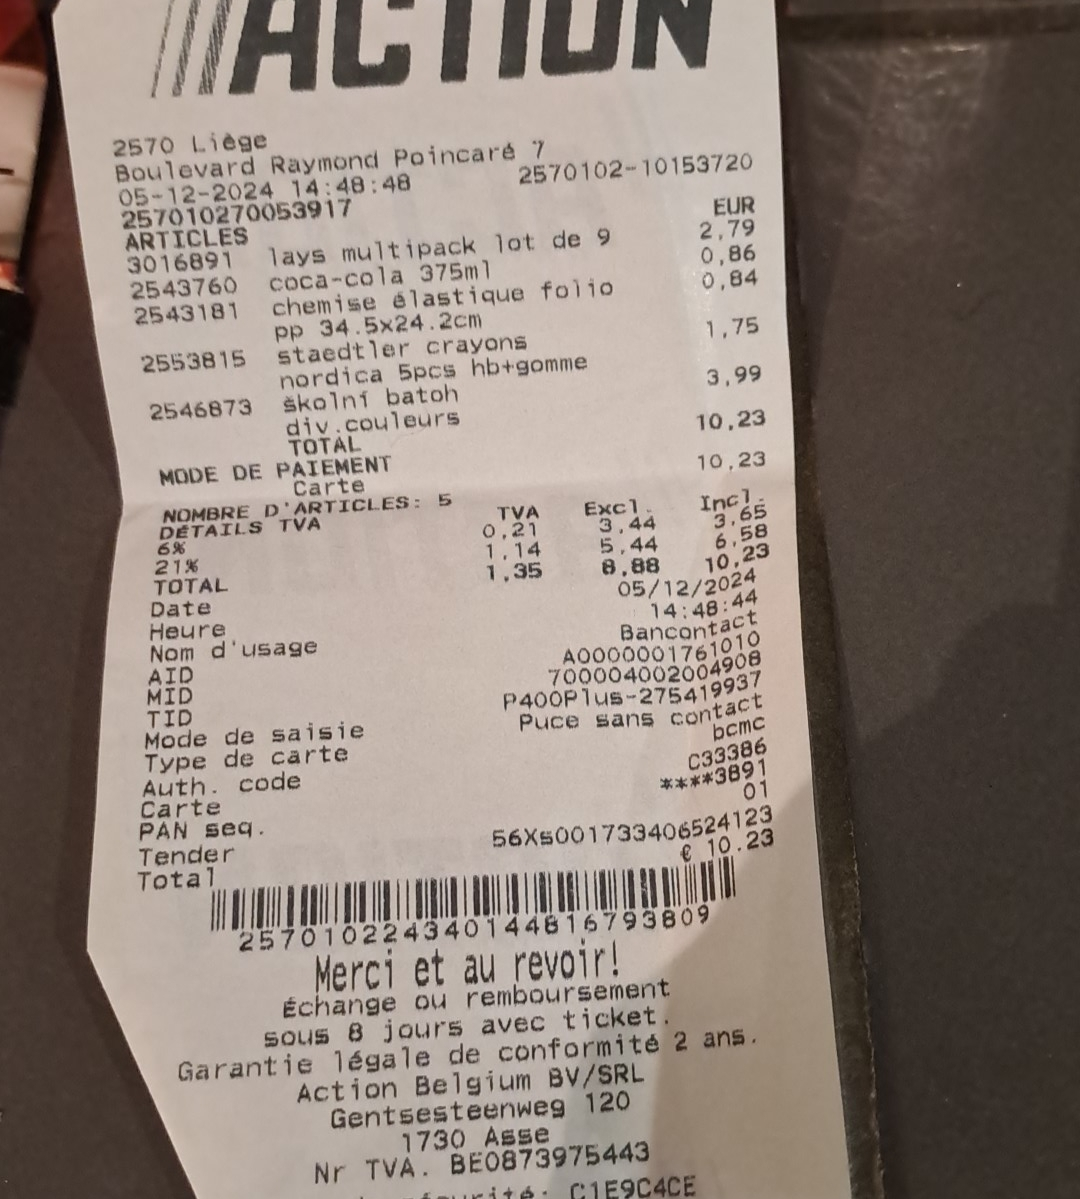 ACTION
2570 Liège
Boulevard Raymond Poincaré 7
05-12-2024 14:48:48 2570102-10153720
257010270053917
ARTICLES EUR
3016891 lays multipack lot de 9 2,79
2543760 coca-cola 375ml 0,86
2543181 chemise élastique folio 0,84
pp 34.5x24.2cm
2553815 staedtler crayons 1,75
nordica 5pcs hb+gomme
2546873 školní batoh 3,99
div.couleurs
TOTAL 10,23
MODE DE PAIEMENT
Carte 10,23
NOMBRE D'ARTICLES: 5
DÉTAILS TVA TVA Excl. Incl.
6% 0,21 3,44 3,65
21% 1,14 5,44 6,58
TOTAL 1,35 8,88 10,23
Date 05/12/2024
Heure 14:48:44
Nom d'usage Bancontact
AID A0000001761010
MID 700004002004908
TID P400Plus-275419937
Mode de saisie Puce sans contact
Type de carte bcmc
Auth. code C33386
Carte ****3891
PAN seq. 01
Tender 56Xs001733406524123
Total € 10.23
257010224340144816793809
Merci et au revoir!
Échange ou remboursement
sous 8 jours avec ticket.
Garantie légale de conformité 2 ans.
Action Belgium BV/SRL
Gentsesteenweg 120
1730 Asse
Nr TVA. BE0873975443
C1E9C4CE